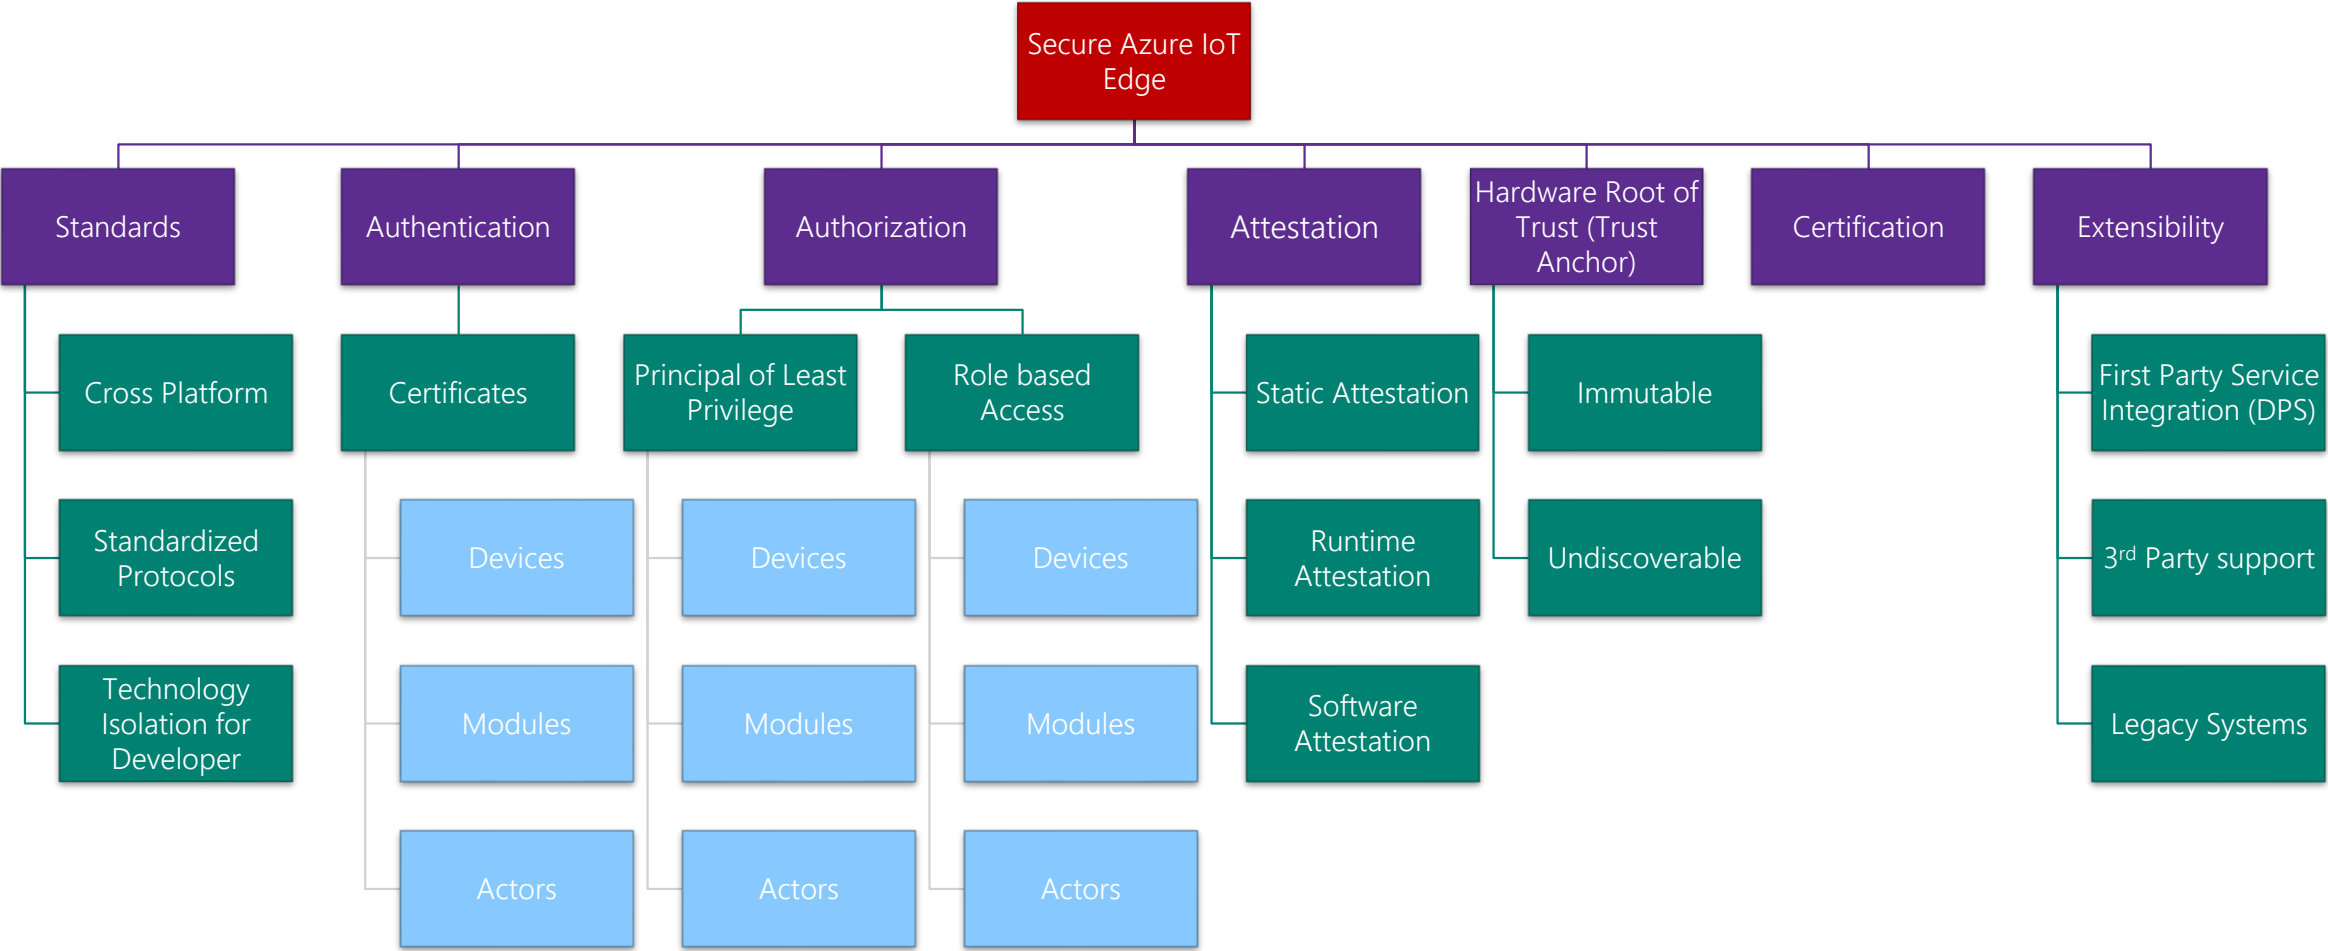 Secure Azure IoT
Edge
Standards
Authentication
Authorization
Attestation
Hardware Root of
Trust (Trust
Anchor)
Certification
Extensibility
Cross Platform
Certificates
Principal of Least
Privilege
Role based
Access
Static Attestation
Immutable
First Party Service
Integration (DPS)
Standardized
Protocols
Devices
Devices
Devices
Runtime
Attestation
Undiscoverable
3rd Party support
Technology
Isolation for
Developer
Modules
Modules
Modules
Software
Attestation
Legacy Systems
Actors
Actors
Actors